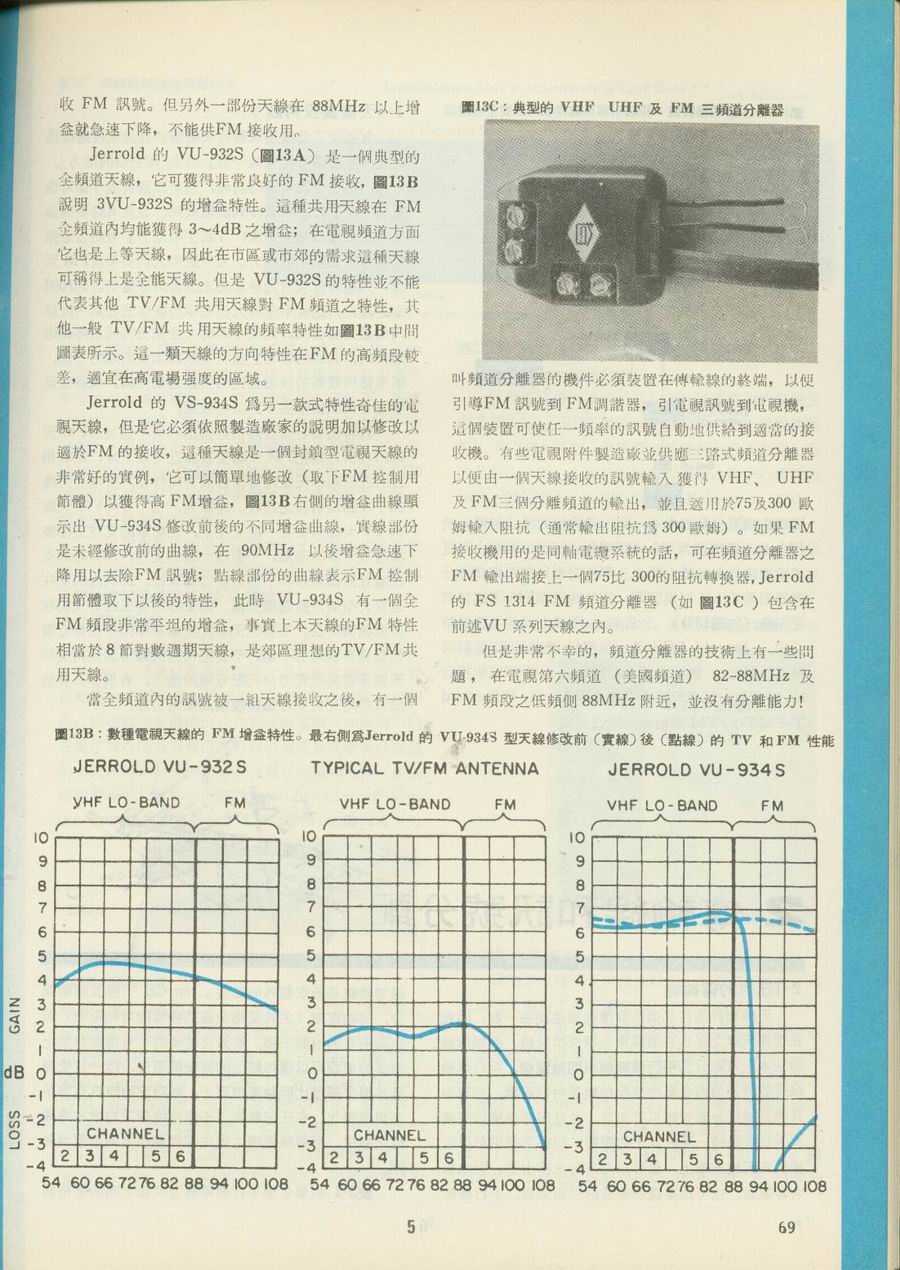 收 FM 訊號。但另外一部份天線在 88MHz 以上增
益就急速下降，不能供FM 接收用。
Jerrold 的 VU-932S（圖13A）是一個典型的
全頻道天線，它可獲得非常良好的 FM 接收, 圖13B
說明 3VU-932S 的增益特性。這種共用天線在 FM
全頻道內均能獲得 3～4dB 之增益；在電視頻道方面
它也是上等天線，因此在市區或市郊的需求這種天線
可稱得上是全能天線。但是 VU-932S 的特性並不能
代表其他 TV/FM 共用天線對 FM 頻道之特性，其
他一般 TV/FM 共用天線的頻率特性如圖13B中間
圖表所示。這一類天線的方向特性在FM 的高頻段較
差，適宜在高電場强度的區域。
Jerrold 的 VS-934S 爲另一款式特性奇佳的電
視天線，但是它必須依照製造廠家的說明加以修改以
適於FM 的接收，這種天線是一個封鎖型電視天線的
非常好的實例，它可以簡單地修改（取下FM 控制用
節體）以獲得高 FM增益，圖13B右側的增益曲線顯
示出 VU-934S 修改前後的不同增益曲線，實線部份
是未經修改前的曲線，在 90MHz 以後增益急速下
降用以去除FM 訊號；點線部份的曲線表示FM 控制
用節體取下以後的特性， 此時 VU-934S 有一個全
FM 頻段非常平坦的增益，事實上本天線的FM 特性
相當於 8 節對數週期天線，是郊區理想的TV/FM共
用天線。
當全頻道內的訊號被一組天線接收之後，有一個
圖13C：典型的 VHF UHF 及 FM 三頻道分離器
叫頻道分離器的機件必須裝置在傳輸線的終端，以便
引導FM 訊號到 FM調諧器，引電視訊號到電視機，
這個裝置可使任一頻率的訊號自動地供給到適當的接
收機。有些電視附件製造廠並供應三路式頻道分離器
以便由一個天線接收的訊號輸入獲得 VHF、 UHF
及 FM三個分離頻道的輸出，並且適用於75及300 歐
姆輸入阻抗（通常輸出阻抗爲 300 歐姆）。如果 FM
接收機用的是同軸電纜系統的話，可在頻道分離器之
FM 輸出端接上一個75比 300的阻抗轉換器, Jerrold
的 FS 1314 FM 頻道分離器（如 圖13C ）包含在
前述VU 系列天線之內。
但是非常不幸的，頻道分離器的技術上有一些問
題，在電視第六頻道（美國頻道） 82-88MHz 及
FM 頻段之低頻側 88MHz 附近，並沒有分離能力！
圖13B：數種電視天線的 FM 增益特性。最右側爲Jerrold 的 VU-934S 型天線修改前（實線）後（點線）的 TV 和 FM 性能
JERROLD VU-932S
VHF LO-BAND FM
10
9
8
7
6
5
4
3
2
1
0
-1
-2
-3
-4
GAIN
dB
LOSS
CHANNEL
2 3 4 5 6
54 60 66 72 76 82 88 94 100 108
TYPICAL TV/FM ANTENNA
VHF LO-BAND FM
10
9
8
7
6
5
4
3
2
1
0
-1
-2
-3
-4
CHANNEL
2 3 4 5 6
54 60 66 72 76 82 88 94 100 108
JERROLD VU-934S
VHF LO-BAND FM
10
9
8
7
6
5
4
3
2
1
0
-1
-2
-3
-4
CHANNEL
2 3 4 5 6
54 60 66 72 76 82 88 94 100 108
5
69